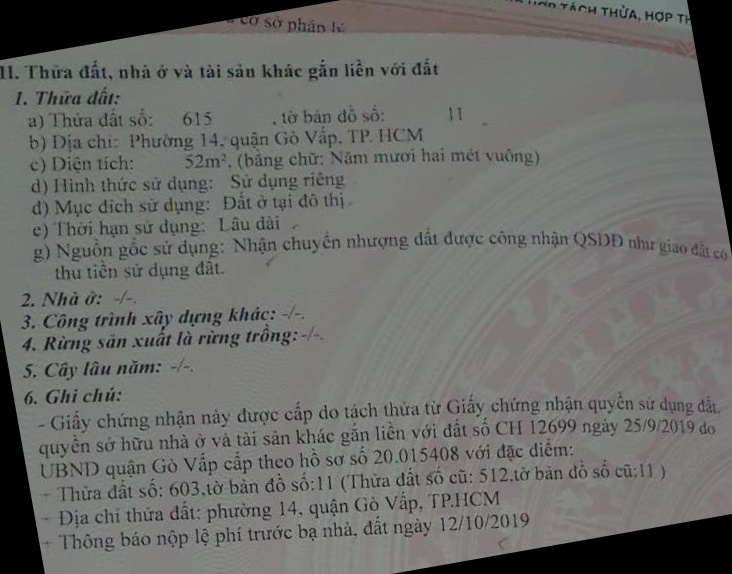 TÁCH THỬA, HỢP TH
cơ sở pháp lý
II. Thửa đất, nhà ở và tài sản khác gắn liền với đất
1. Thửa đất:
a) Thửa đất số: 615 , tờ bản đồ số: 11
b) Địa chỉ: Phường 14, quận Gò Vấp, TP. HCM
c) Diện tích: 52m², (bằng chữ: Năm mươi hai mét vuông)
d) Hình thức sử dụng: Sử dụng riêng
đ) Mục đích sử dụng: Đất ở tại đô thị
e) Thời hạn sử dụng: Lâu dài
g) Nguồn gốc sử dụng: Nhận chuyển nhượng đất được công nhận QSDĐ như giao đất có
thu tiền sử dụng đất.
2. Nhà ở: -/-.
3. Công trình xây dựng khác: -/-.
4. Rừng sản xuất là rừng trồng: -/-.
5. Cây lâu năm: -/-.
6. Ghi chú:
- Giấy chứng nhận này được cấp do tách thửa từ Giấy chứng nhận quyền sử dụng đất,
quyền sở hữu nhà ở và tài sản khác gắn liền với đất số CH 12699 ngày 25/9/2019 do
UBND quận Gò Vấp cấp theo hồ sơ số 20.015408 với đặc điểm:
+ Thửa đất số: 603,tờ bản đồ số:11 (Thửa đất số cũ: 512,tờ bản đồ số cũ:11 )
+ Địa chỉ thửa đất: phường 14, quận Gò Vấp, TP.HCM
+ Thông báo nộp lệ phí trước bạ nhà, đất ngày 12/10/2019